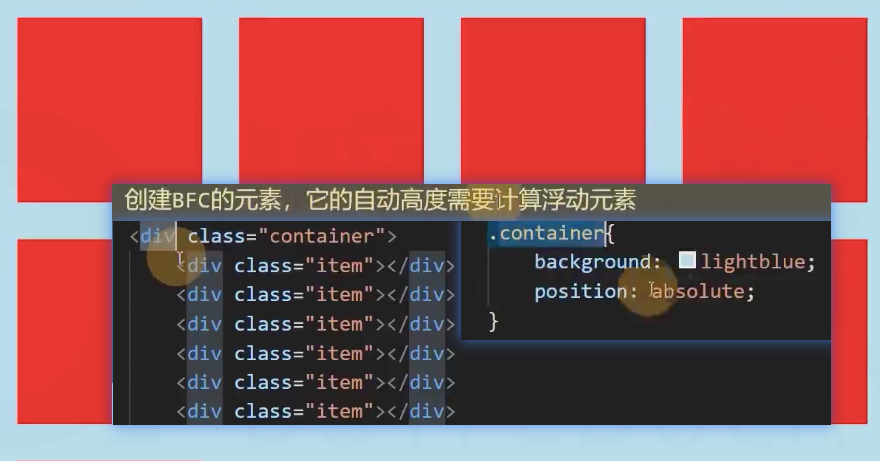 创建BFC的元素，它的自动高度需要计算浮动元素
<div class="container">
<div class="item"></div>
<div class="item"></div>
<div class="item"></div>
<div class="item"></div>
<div class="item"></div>
<div class="item"></div>
.container{
background: lightblue;
position: absolute;
}